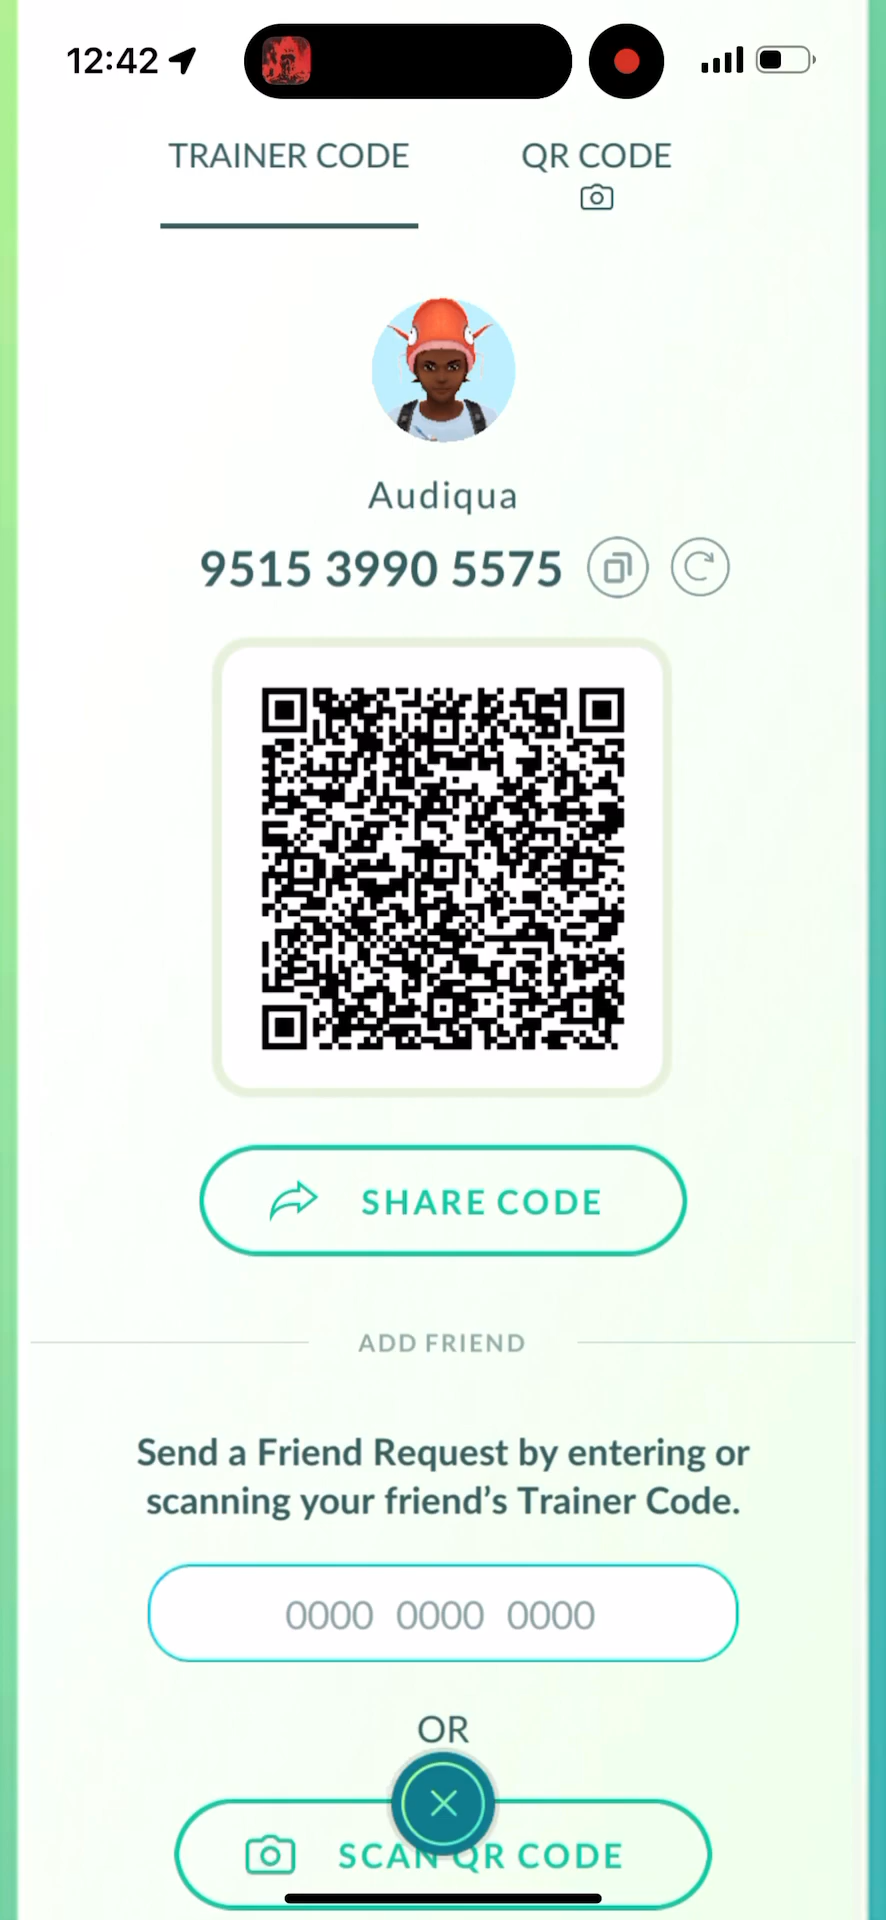 12:42
TRAINER CODE
QR CODE
Audiqua
9515 3990 5575
SHARE CODE
ADD FRIEND
Send a Friend Request by entering or
scanning your friend's Trainer Code.
0000 0000 0000
OR
SCAN QR CODE